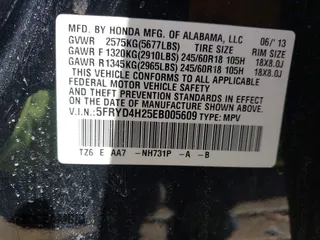 MFD. BY HONDA MFG. OF ALABAMA, LLC 06/13
GVWR 2575KG(5677LBS) TIRE SIZE RIM SIZE
GAWR F 1320KG(2910LBS) 245/60R18 105H 18X8.0J
GAWR R1345KG(2965LBS) 245/60R18 105H 18X8.0J
THIS VEHICLE CONFORMS TO ALL APPLICABLE
FEDERAL MOTOR VEHICLE SAFETY AND THEFT
PREVENTION STANDARDS IN EFFECT ON THE
DATE OF MANUFACTURE SHOWN ABOVE.
V.I.N.: 5FRYD4H25EB005609 TYPE: MPV
TZ6 E AA7 -NH731P -A -B